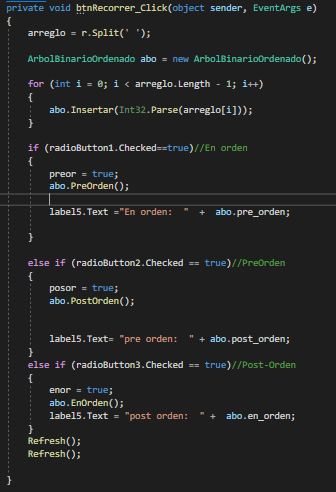 private void btnRecorrer_Click(object sender, EventArgs e)
{
arreglo = r.Split(' ');
ArbolBinarioOrdenado abo = new ArbolBinarioOrdenado();
for (int i = 0; i < arreglo.Length - 1; i++)
{
abo.Insertar(Int32.Parse(arreglo[i]));
}
if (radioButton1.Checked==true)//En orden
{
preor = true;
abo.PreOrden();
label5.Text ="En orden:  "  +  abo.pre_orden;
}
else if (radioButton2.Checked == true)//PreOrden
{
posor = true;
abo.PostOrden();
label5.Text= "pre orden:  " + abo.post_orden;
}
else if (radioButton3.Checked == true)//Post-Orden
{
enor = true;
abo.EnOrden();
label5.Text = "post orden:  " +  abo.en_orden;
}
Refresh();
Refresh();
}